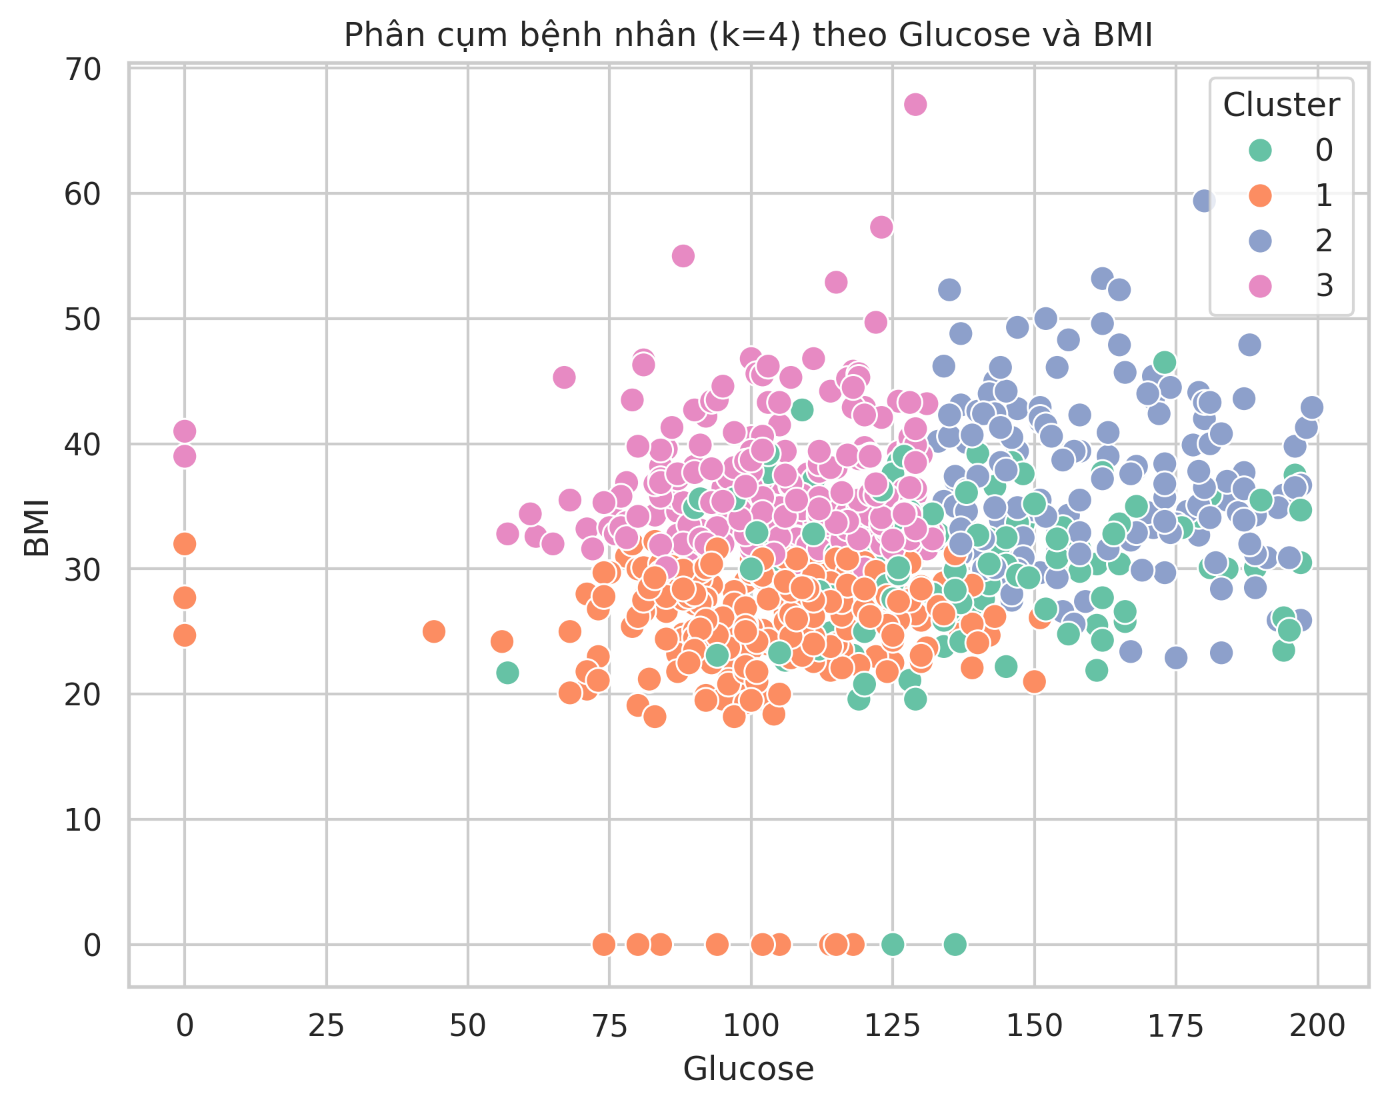 Phân cụm bệnh nhân (k=4) theo Glucose và BMI
70
60
50
40
30
20
10
0
BMI
Cluster
0
1
2
3
0 25 50 75 100 125 150 175 200
Glucose